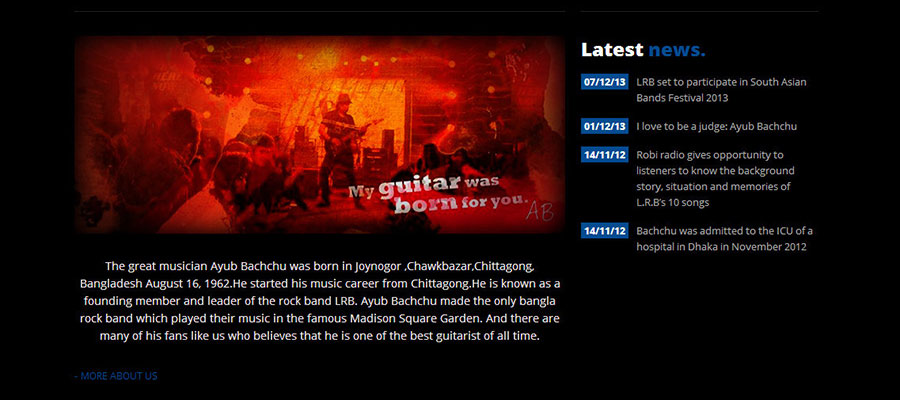 My guitar was
born for you.
AB
The great musician Ayub Bachchu was born in Joynogor ,Chawkbazar,Chittagong,
Bangladesh August 16, 1962.He started his music career from Chittagong.He is known as a
founding member and leader of the rock band LRB. Ayub Bachchu made the only bangla
rock band which played their music in the famous Madison Square Garden. And there are
many of his fans like us who believes that he is one of the best guitarist of all time.
- MORE ABOUT US
Latest news.
07/12/13 LRB set to participate in South Asian
Bands Festival 2013
01/12/13 I love to be a judge: Ayub Bachchu
14/11/12 Robi radio gives opportunity to
listeners to know the background
story, situation and memories of
L.R.B's 10 songs
14/11/12 Bachchu was admitted to the ICU of a
hospital in Dhaka in November 2012